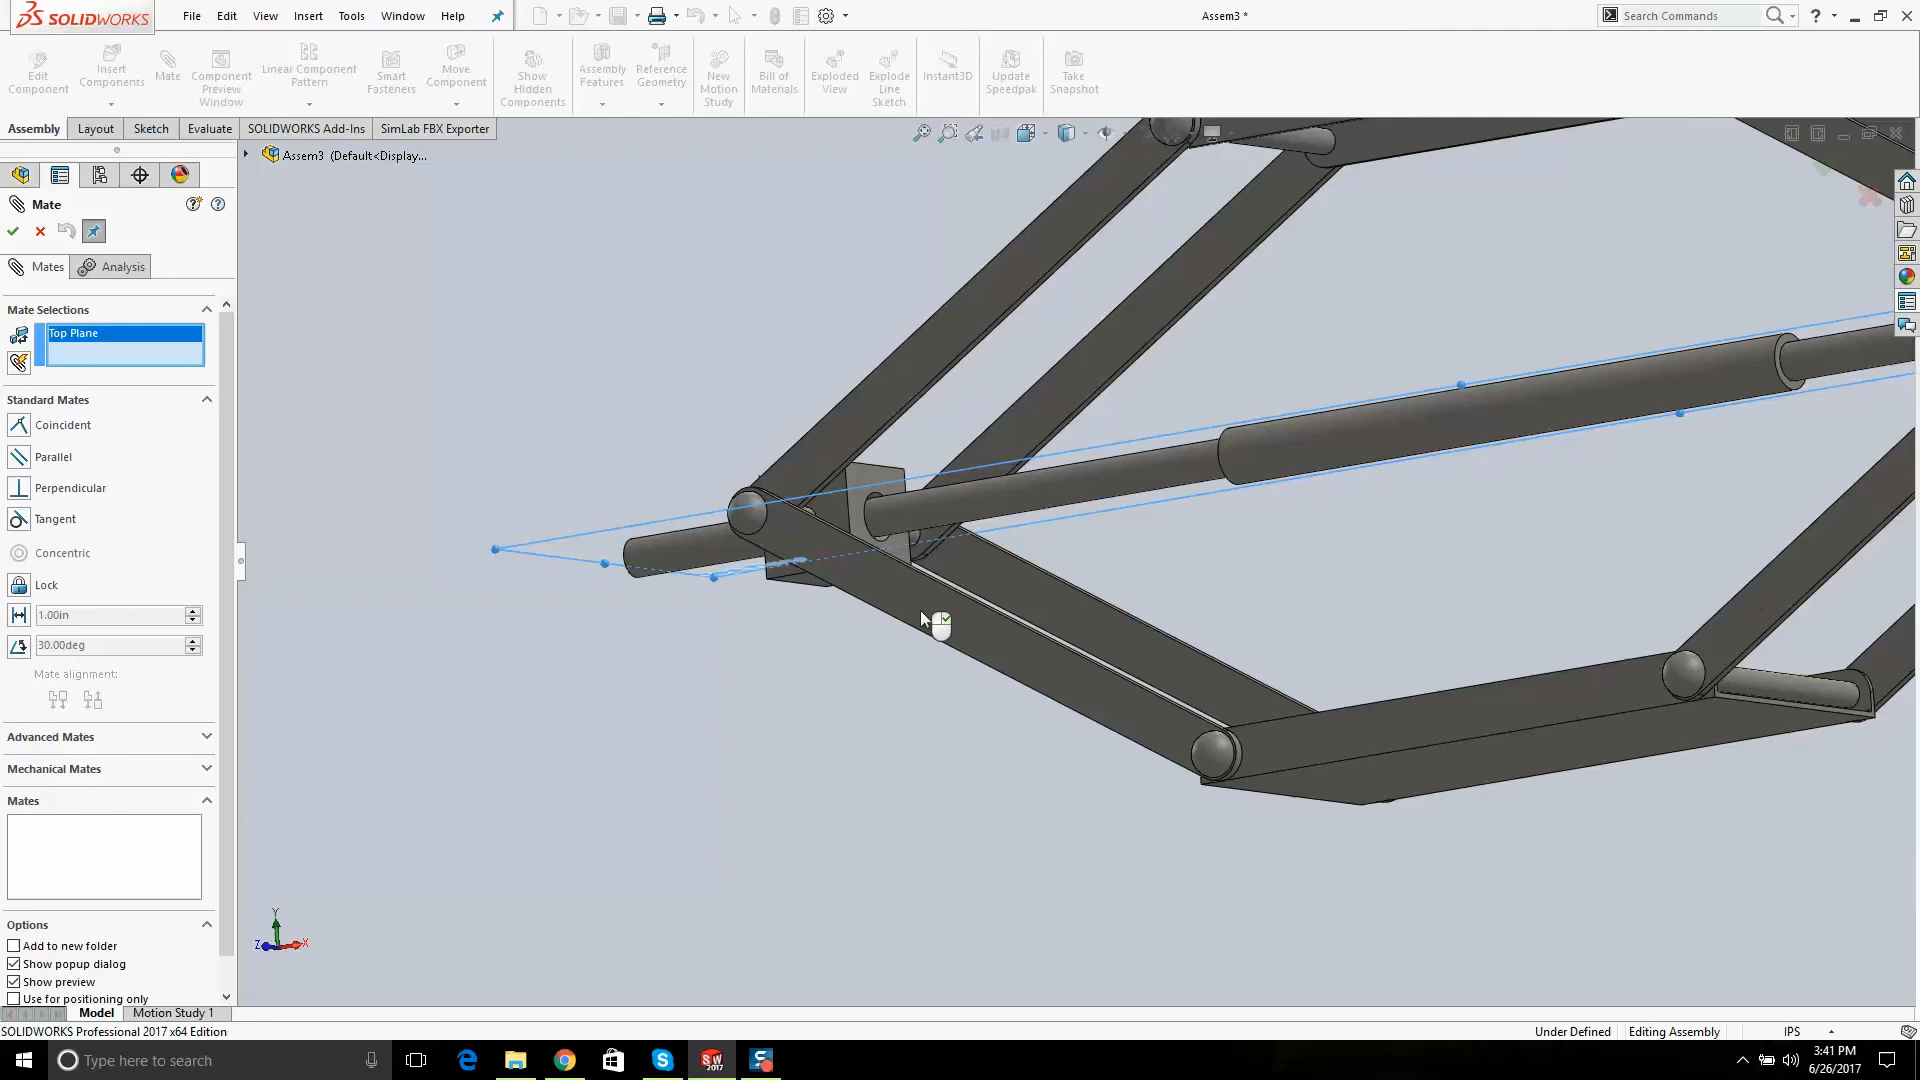 SOLIDWORKS
File Edit View Insert Tools Window Help
Assem3 *
Search Commands
Edit Component
Insert Components
Mate
Component Preview Window
Linear Component Pattern
Smart Fasteners
Move Component
Show Hidden Components
Assembly Features
Reference Geometry
New Motion Study
Bill of Materials
Exploded View
Explode Line Sketch
Instant3D
Update Speedpak
Take Snapshot
Assembly Layout Sketch Evaluate SOLIDWORKS Add-Ins SimLab FBX Exporter
Assem3 (Default<Display...
Mate
Mates Analysis
Mate Selections
Top Plane
Standard Mates
Coincident
Parallel
Perpendicular
Tangent
Concentric
Lock
1.00in
30.00deg
Mate alignment:
Advanced Mates
Mechanical Mates
Mates
Options
Add to new folder
Show popup dialog
Show preview
Use for positioning only
Y
Z X
Model Motion Study 1
SOLIDWORKS Professional 2017 x64 Edition
Under Defined Editing Assembly IPS
Type here to search
SW
2017
3:41 PM
6/26/2017